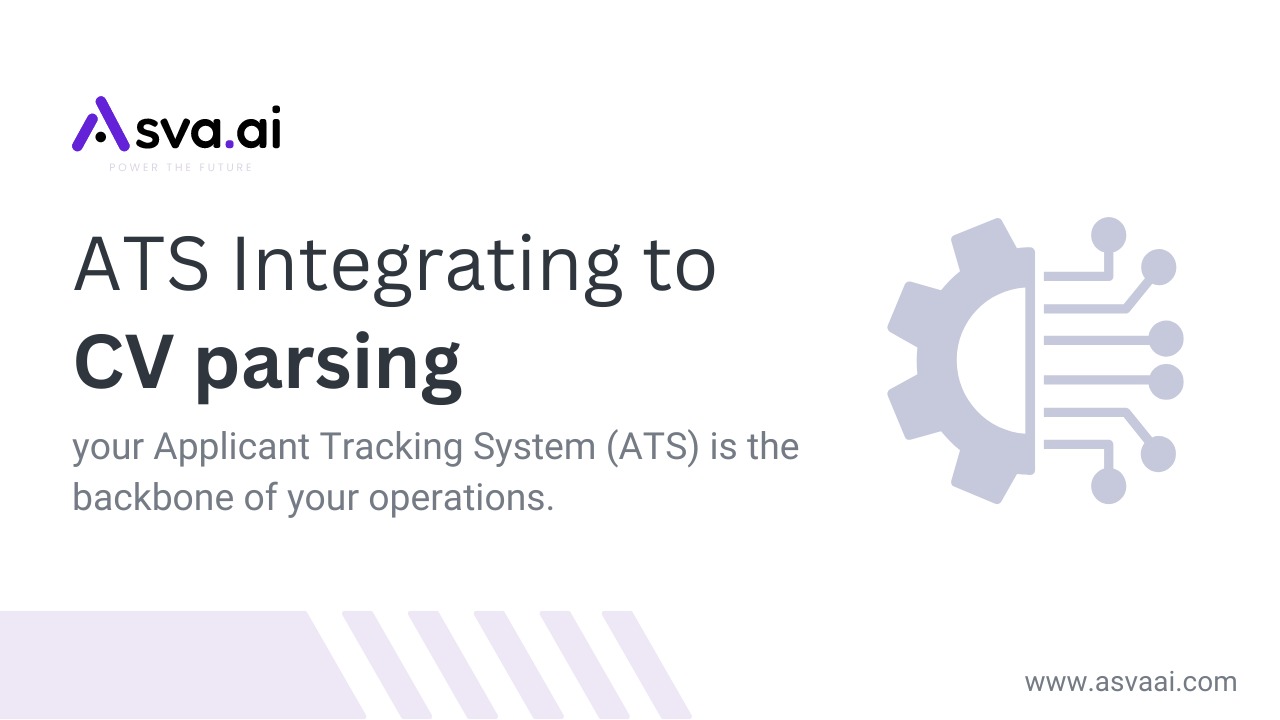 Asva.ai
POWER THE FUTURE
ATS Integrating to
CV parsing
your Applicant Tracking System (ATS) is the
backbone of your operations.
www.asvaai.com